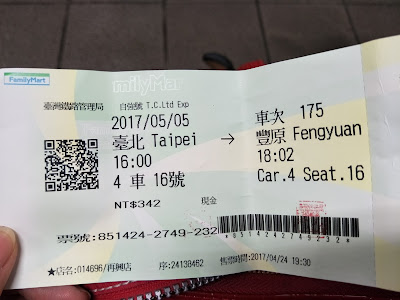 FamilyMart
milyMar
臺灣鐵路管理局 自強號 T.C.Ltd Exp
2017/05/05 車次 175
臺北 Taipei → 豐原 Fengyuan
16:00 18:02
4 車 16號 Car.4 Seat.16
NT$342 現金
票號:851424-2749-232
8514242749232
★店名:014696/再興店 序:24138462 售票時間:2017/04/24 19:30